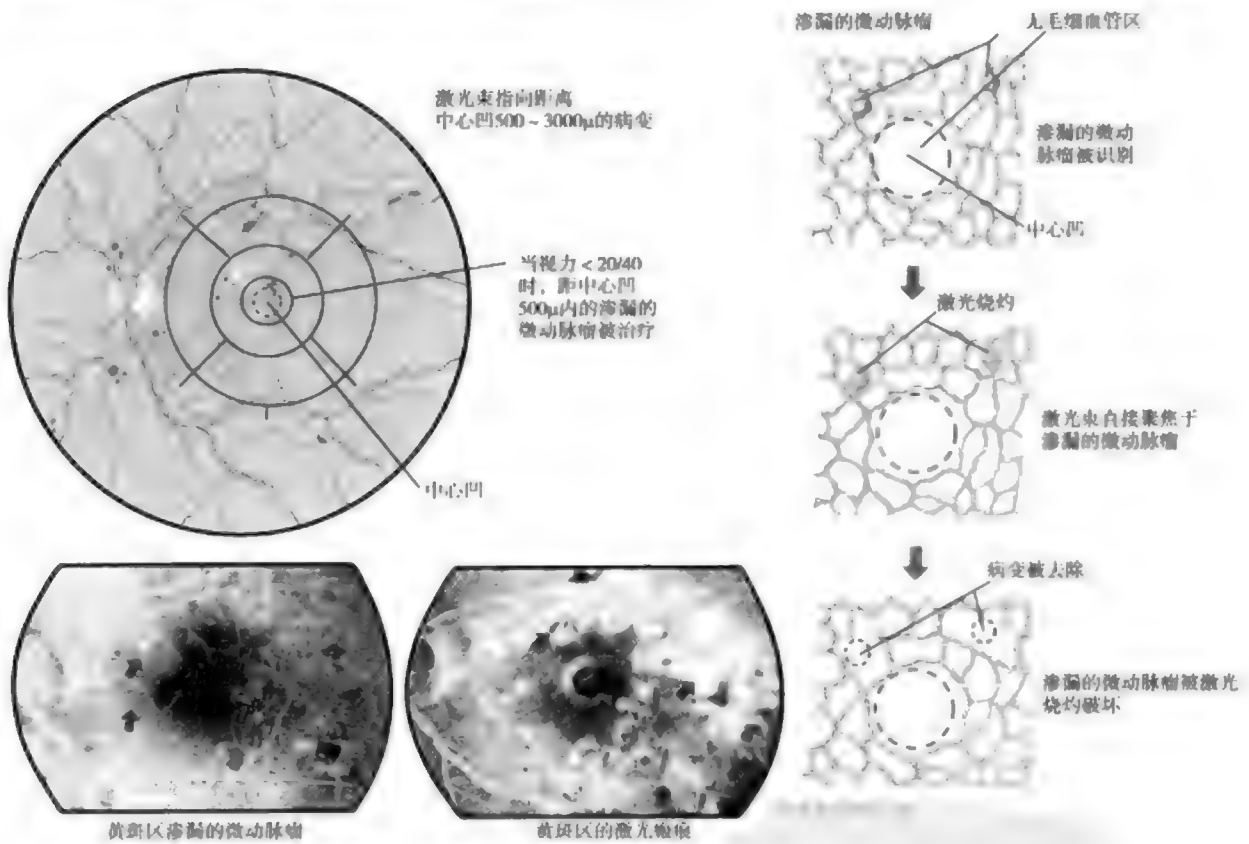 激光束指向距离
中心凹500~3000μ的病变
当视力<20/40
时，距中心凹
500μ内的渗漏的
微动脉瘤被治疗
中心凹
黄斑区渗漏的微动脉瘤
黄斑区的激光瘢痕
渗漏的微动脉瘤
无毛细血管区
渗漏的微动
脉瘤被识别
中心凹
激光烧灼
激光束直接聚焦于
渗漏的微动脉瘤
病变被去除
渗漏的微动脉瘤被激光
烧灼破坏